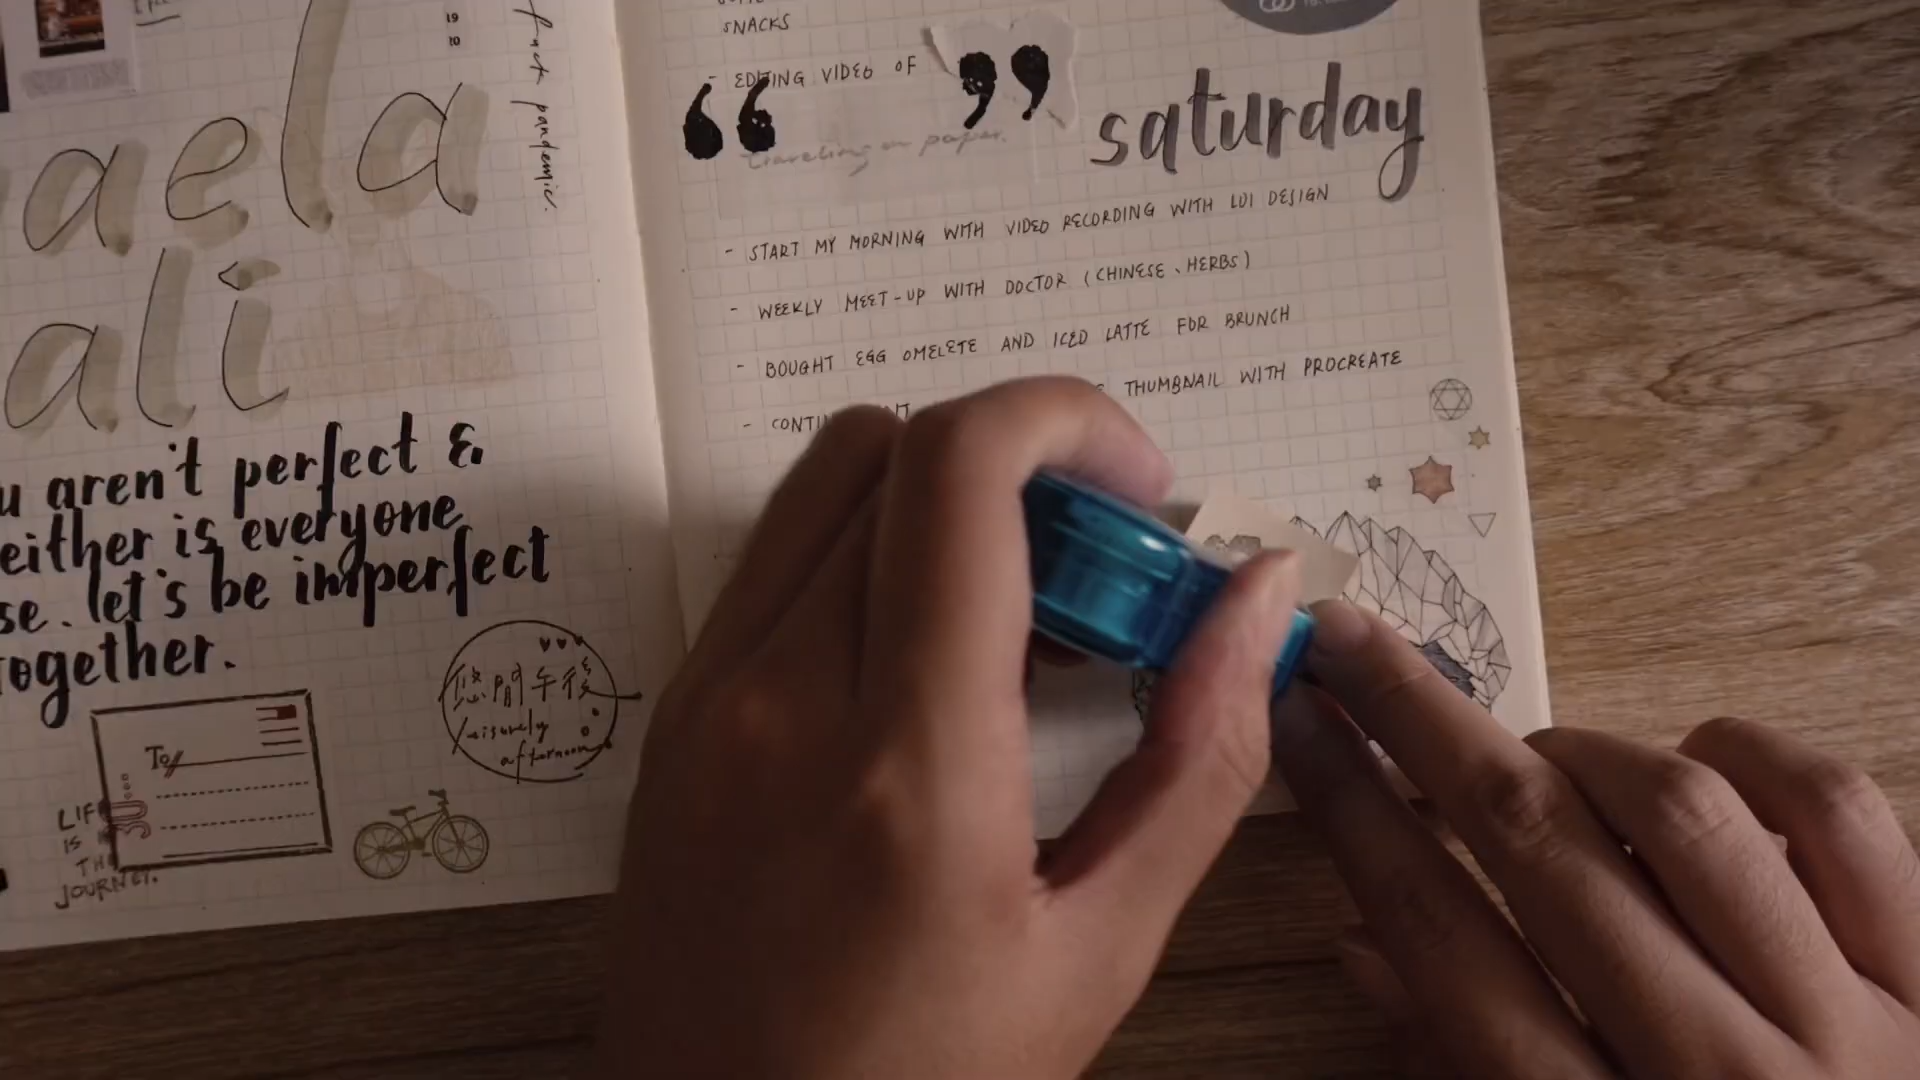 19
20
pandemic.
aela
ali
u aren't perfect &
either is everyone
se. let's be imperfect
together.
悠閒午後
leisurely
afternoon
To
LIFE
IS
THE
JOURNEY.
SNACKS
- EDITING VIDEO OF
“ ”
traveling on paper.
saturday
- START MY MORNING WITH VIDEO RECORDING WITH LOI DESIGN
- WEEKLY MEET-UP WITH DOCTOR (CHINESE、HERBS)
- BOUGHT EGG OMELETE AND ICED LATTE FOR BRUNCH
- THUMBNAIL WITH PROCREATE